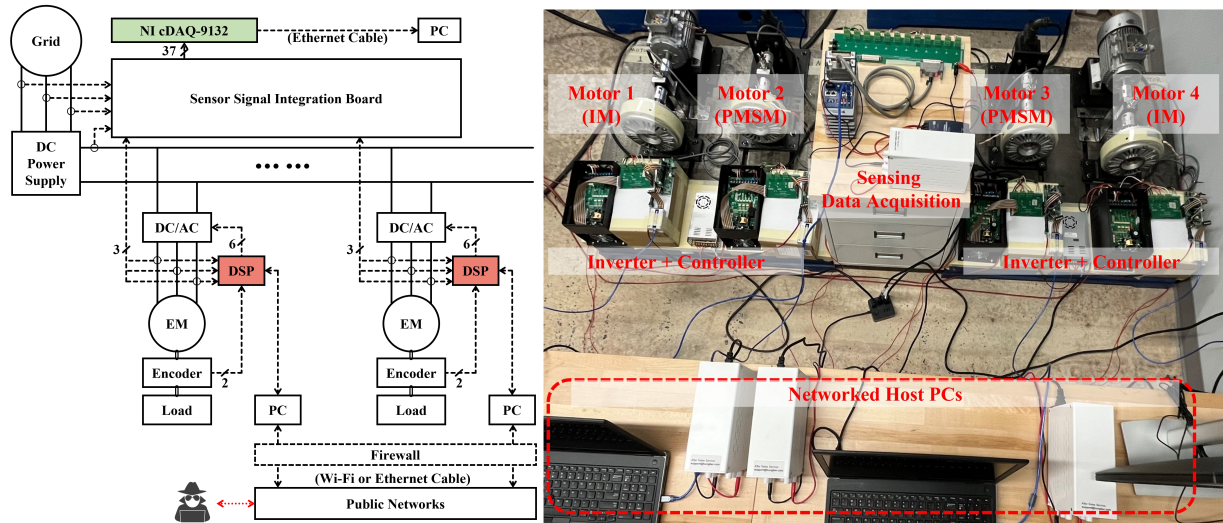 Grid
NI cDAQ-9132
(Ethernet Cable)
PC
37
Sensor Signal Integration Board
DC
Power
Supply
DC/AC
DC/AC
3
6
3
6
DSP
DSP
EM
EM
Encoder
2
Encoder
2
Load
PC
Load
PC
Firewall
(Wi-Fi or Ethernet Cable)
Public Networks
Motor 1
(IM)
Motor 2
(PMSM)
Motor 3
(PMSM)
Motor 4
(IM)
Sensing
Data Acquisition
Inverter + Controller
Inverter + Controller
Networked Host PCs